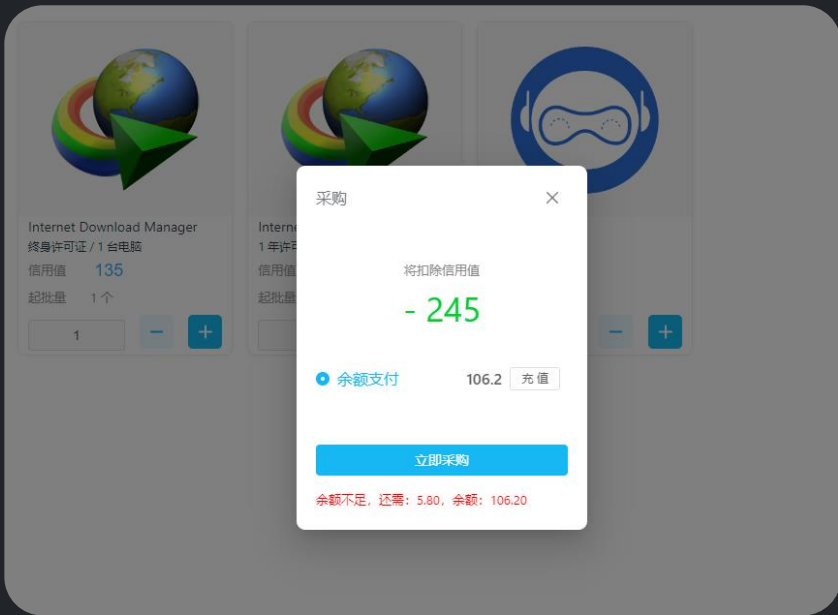 Internet Download Manager
终身许可证 / 1 台电脑
信用值 135
起批量 1 个
1
Interne
1 年许可
信用值
起批量
采购
将扣除信用值
- 245
余额支付 106.2 充 值
立即采购
余额不足，还需：5.80，余额：106.20